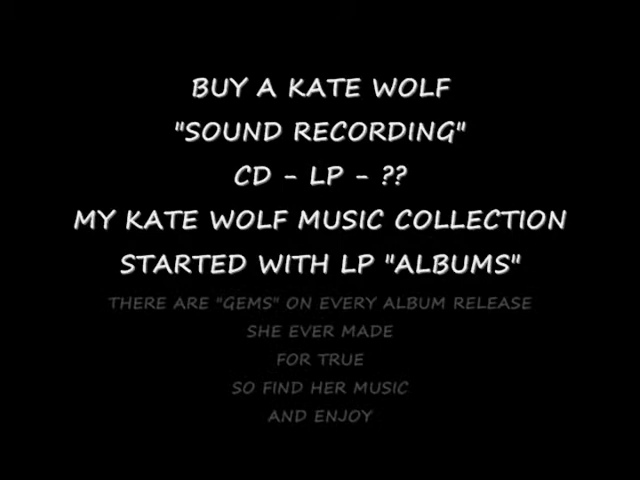 BUY A KATE WOLF
"SOUND RECORDING"
CD - LP - ??
MY KATE WOLF MUSIC COLLECTION
STARTED WITH LP "ALBUMS"
THERE ARE "GEMS" ON EVERY ALBUM RELEASE
SHE EVER MADE
FOR TRUE
SO FIND HER MUSIC
AND ENJOY